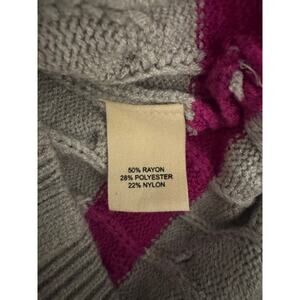 50% RAYON
28% POLYESTER
22% NYLON